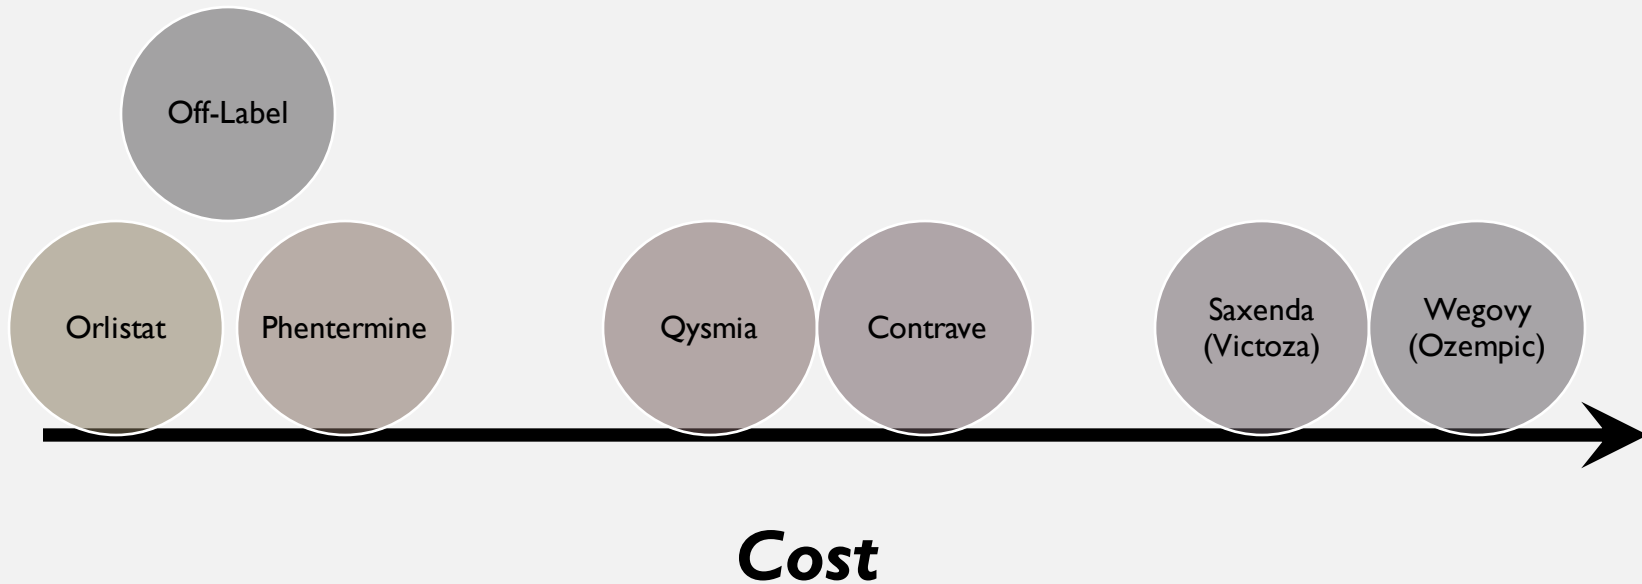 Off-Label
Orlistat
Phentermine
Qysmia
Contrave
Saxenda
(Victoza)
Wegovy
(Ozempic)
Cost